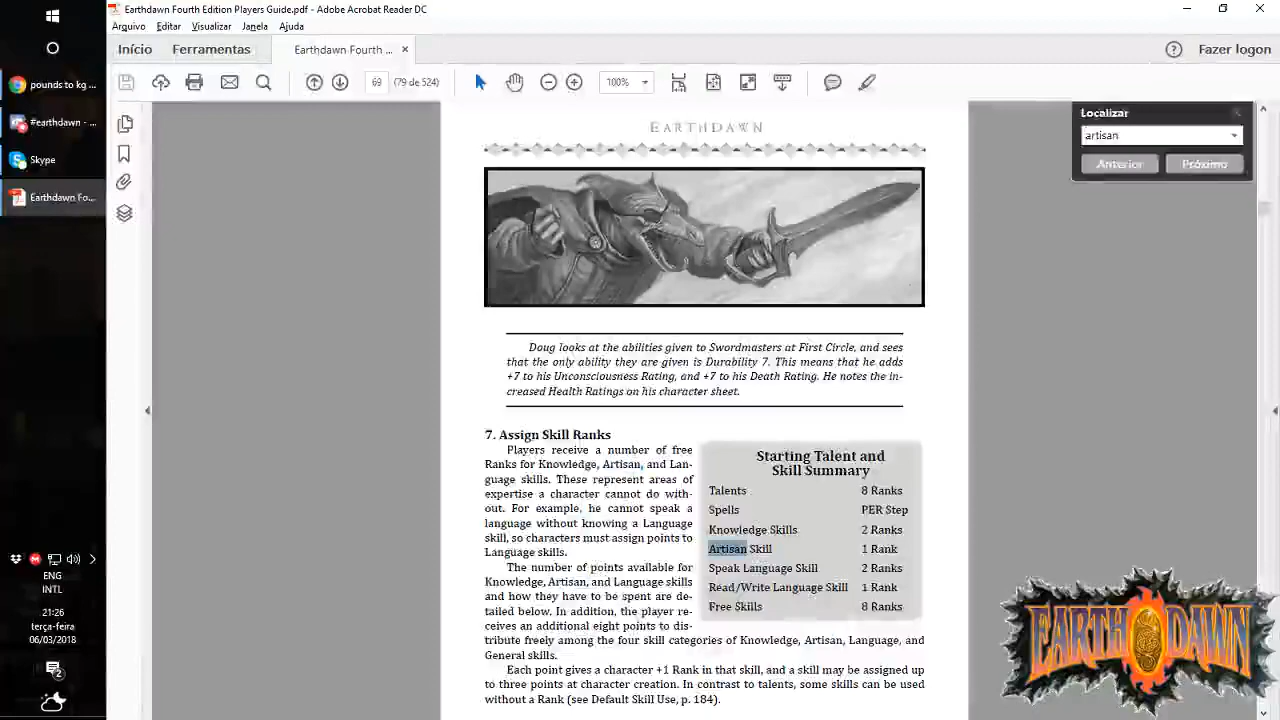 Earthdawn Fourth Edition Players Guide.pdf - Adobe Acrobat Reader DC
Arquivo Editar Visualizar Janela Ajuda
Início Ferramentas Earthdawn Fourth ... × Fazer logon
69 (79 de 524) 100%
pounds to kg ...
#earthdawn - ...
Skype
Earthdawn Fo...
Localizar
artisan
Anterior Próximo
EARTHDAWN
Doug looks at the abilities given to Swordmasters at First Circle, and sees
that the only ability they are given is Durability 7. This means that he adds
+7 to his Unconsciousness Rating, and +7 to his Death Rating. He notes the in-
creased Health Ratings on his character sheet.
7. Assign Skill Ranks
Players receive a number of free
Ranks for Knowledge, Artisan, and Lan-
guage skills. These represent areas of
expertise a character cannot do with-
out. For example, he cannot speak a
language without knowing a Language
skill, so characters must assign points to
Language skills.
The number of points available for
Knowledge, Artisan, and Language skills
and how they have to be spent are de-
tailed below. In addition, the player re-
ceives an additional eight points to dis-
tribute freely among the four skill categories of Knowledge, Artisan, Language, and
General skills.
Each point gives a character +1 Rank in that skill, and a skill may be assigned up
to three points at character creation. In contrast to talents, some skills can be used
without a Rank (see Default Skill Use, p. 184).
Starting Talent and
Skill Summary
Talents 8 Ranks
Spells PER Step
Knowledge Skills 2 Ranks
Artisan Skill 1 Rank
Speak Language Skill 2 Ranks
Read/Write Language Skill 1 Rank
Free Skills 8 Ranks
EARTHDAWN
ENG
INTL
21:26
terça-feira
06/03/2018
2